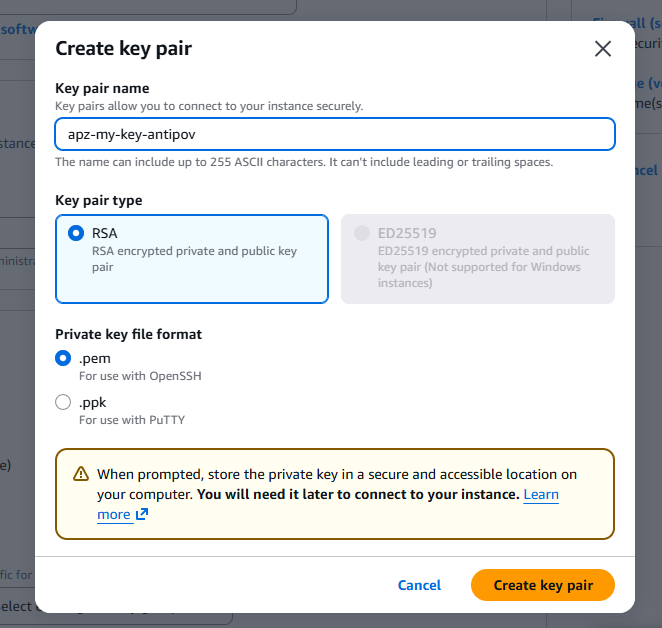 Create key pair
Key pair name
Key pairs allow you to connect to your instance securely.
apz-my-key-antipov
The name can include up to 255 ASCII characters. It can't include leading or trailing spaces.
Key pair type
RSA
RSA encrypted private and public key
pair
ED25519
ED25519 encrypted private and public
key pair (Not supported for Windows
instances)
Private key file format
.pem
For use with OpenSSH
.ppk
For use with PuTTY
When prompted, store the private key in a secure and accessible location on
your computer. You will need it later to connect to your instance. Learn
more
Cancel
Create key pair